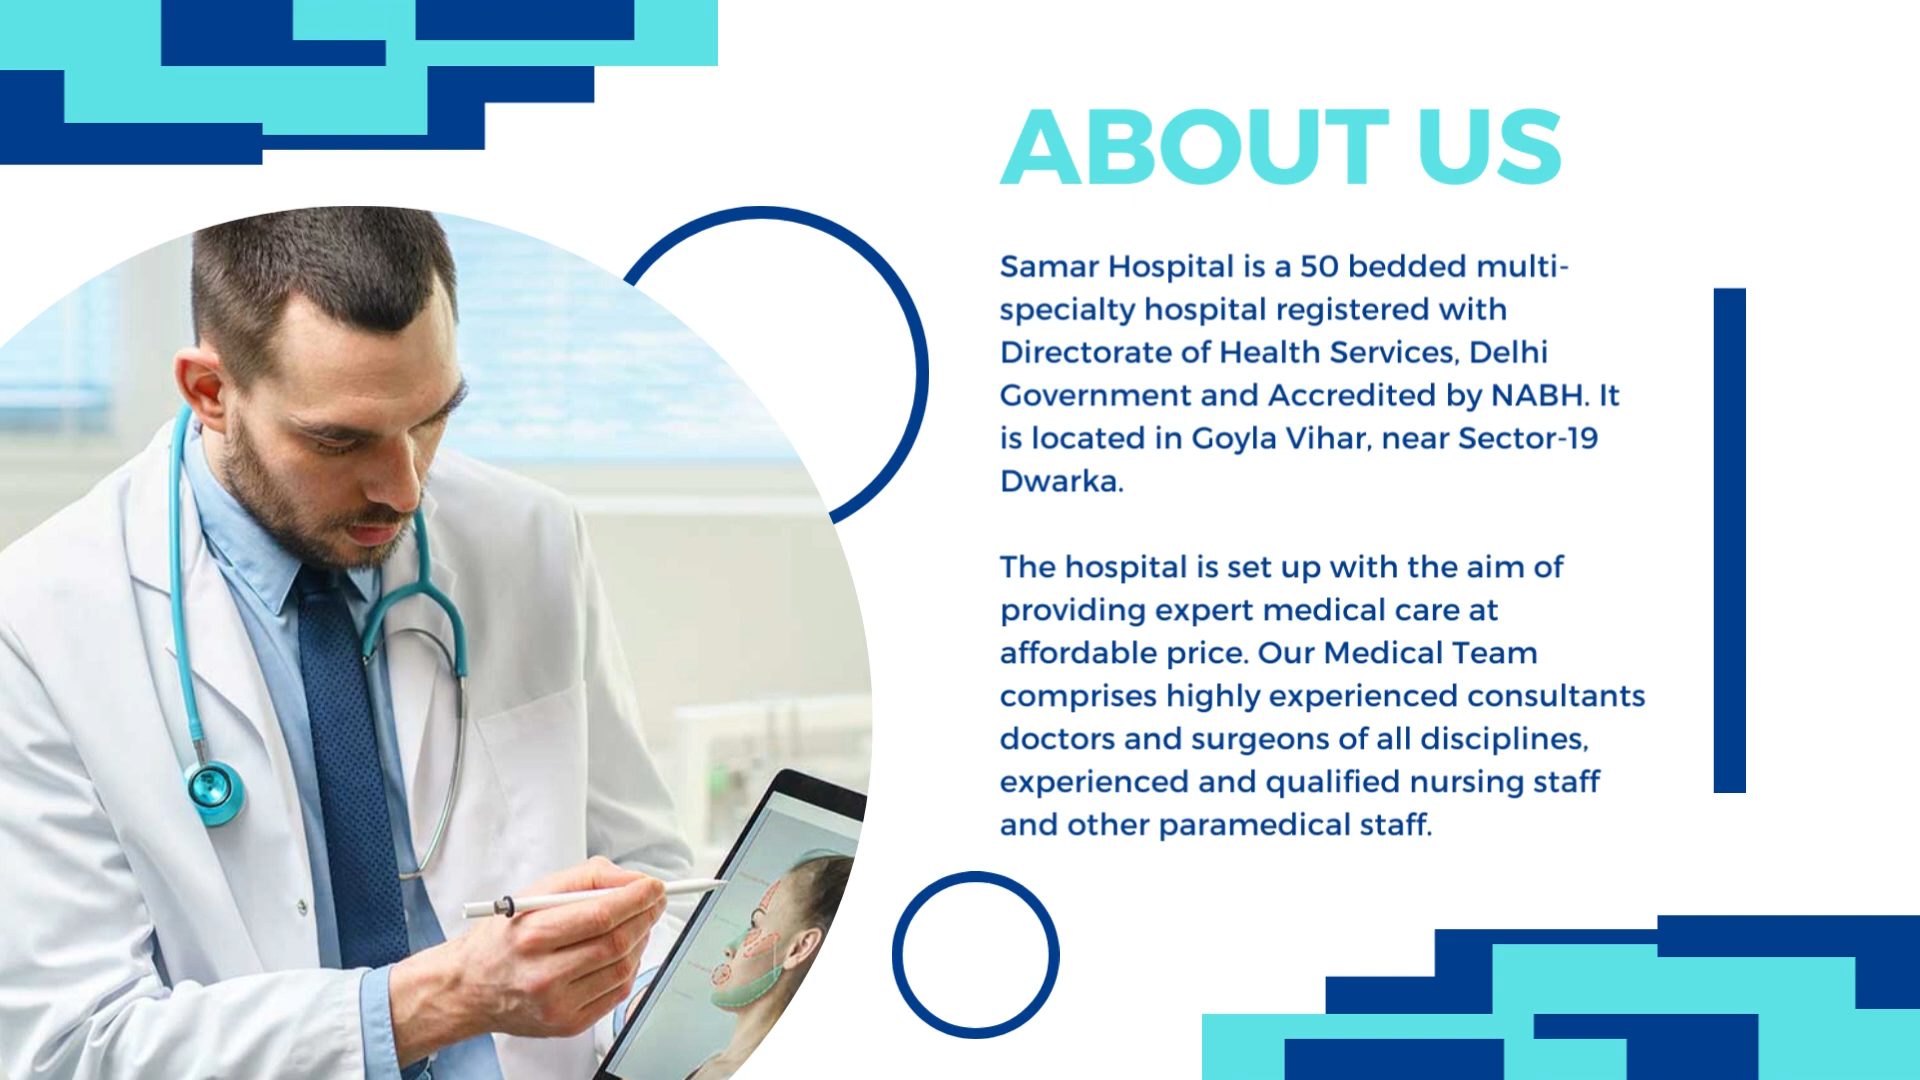 ABOUT US
Samar Hospital is a 50 bedded multi-
specialty hospital registered with
Directorate of Health Services, Delhi
Government and Accredited by NABH. It
is located in Goyla Vihar, near Sector-19
Dwarka.
The hospital is set up with the aim of
providing expert medical care at
affordable price. Our Medical Team
comprises highly experienced consultants
doctors and surgeons of all disciplines,
experienced and qualified nursing staff
and other paramedical staff.